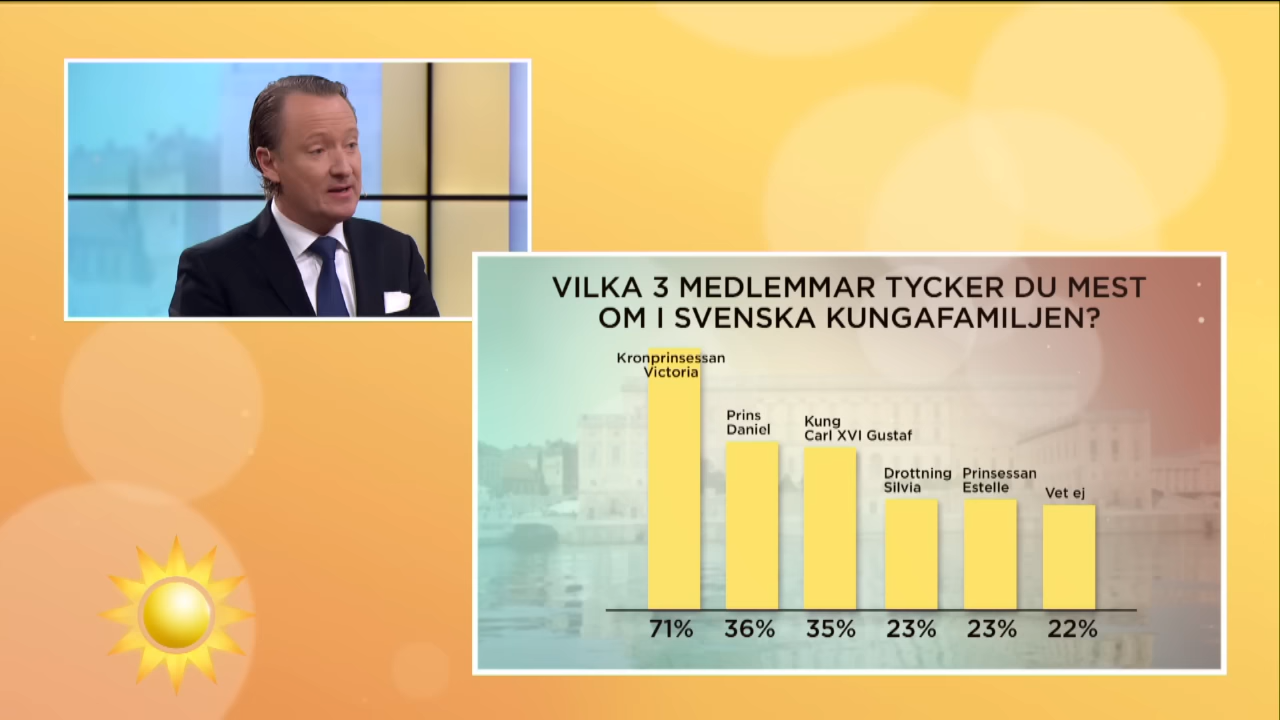 VILKA 3 MEDLEMMAR TYCKER DU MEST
OM I SVENSKA KUNGAFAMILJEN?
Kronprinsessan
Victoria
Prins
Daniel
Kung
Carl XVI Gustaf
Drottning
Silvia
Prinsessan
Estelle
Vet ej
71% 36% 35% 23% 23% 22%